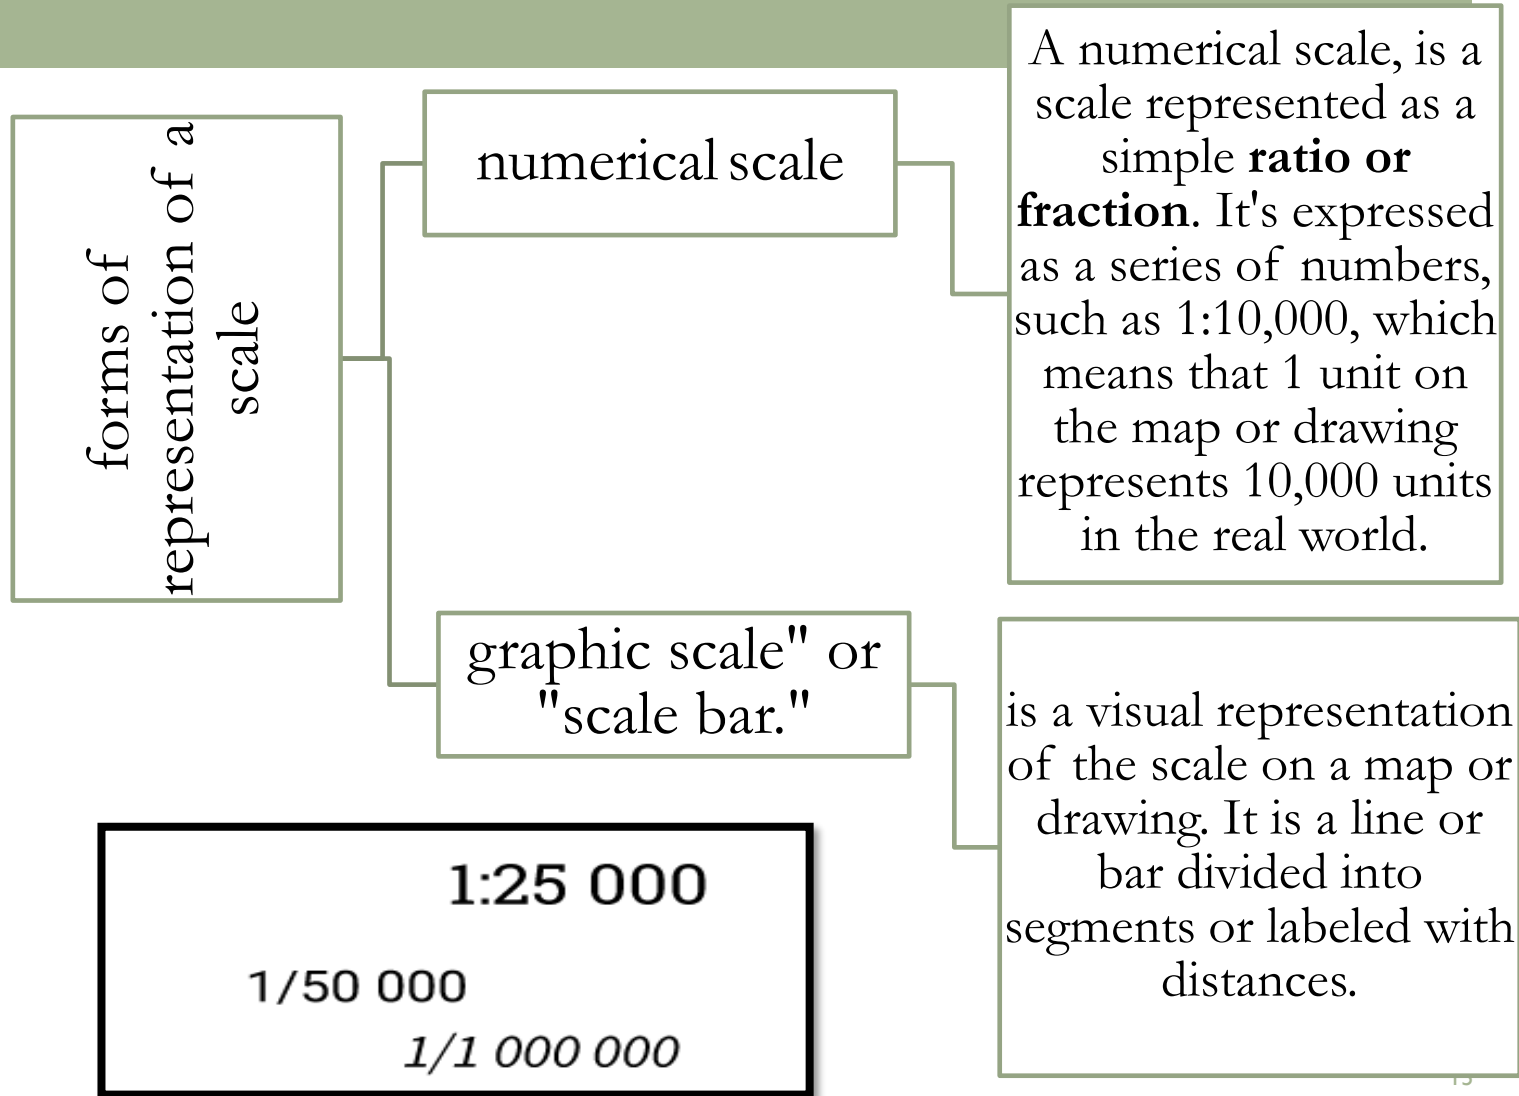 forms of
representation of a
scale
numerical scale
A numerical scale, is a
scale represented as a
simple ratio or
fraction. It's expressed
as a series of numbers,
such as 1:10,000, which
means that 1 unit on
the map or drawing
represents 10,000 units
in the real world.
graphic scale" or
"scale bar."
is a visual representation
of the scale on a map or
drawing. It is a line or
bar divided into
segments or labeled with
distances.
1:25 000
1/50 000
1/1 000 000